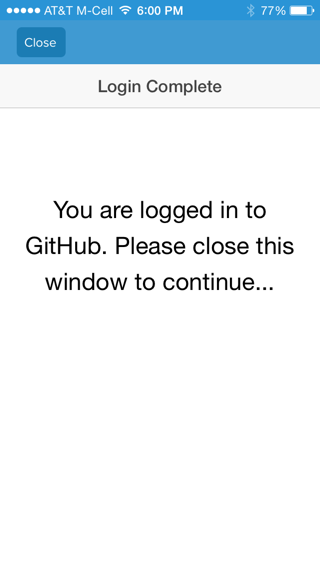 AT&T M-Cell 6:00 PM 77%
Close
Login Complete
You are logged in to
GitHub. Please close this
window to continue...